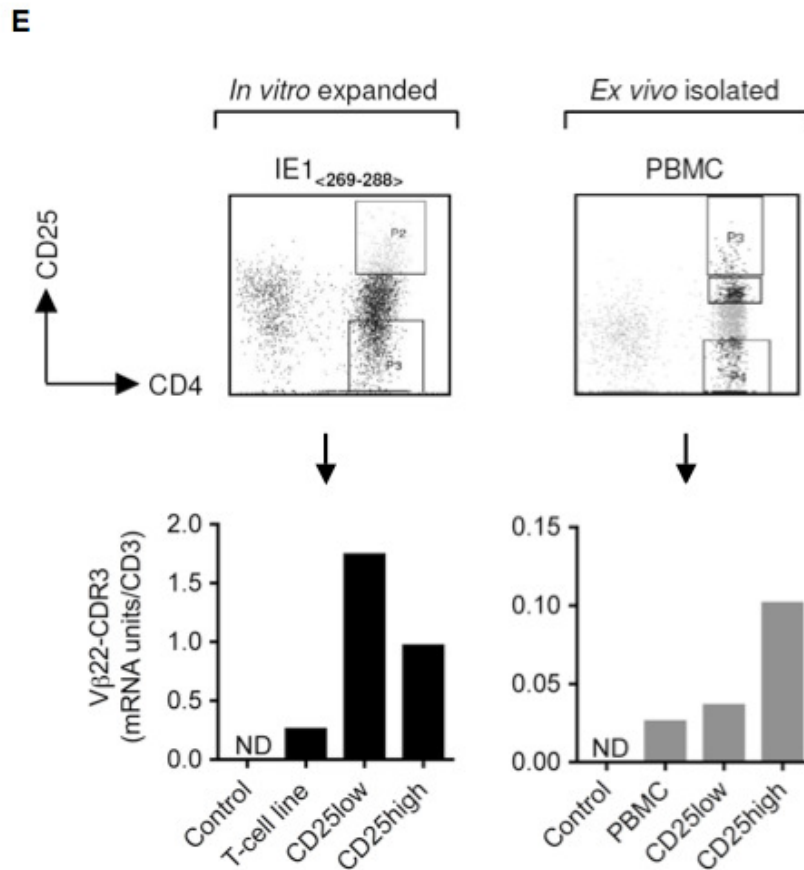 E
In vitro expanded
Ex vivo isolated
IE1<269-288>
PBMC
CD25
CD4
P2
P3
P3
P4
Vβ22-CDR3
(mRNA units/CD3)
2.0
1.5
1.0
0.5
0.0
ND
Control
T-cell line
CD25low
CD25high
0.15
0.10
0.05
0.00
ND
Control
PBMC
CD25low
CD25high